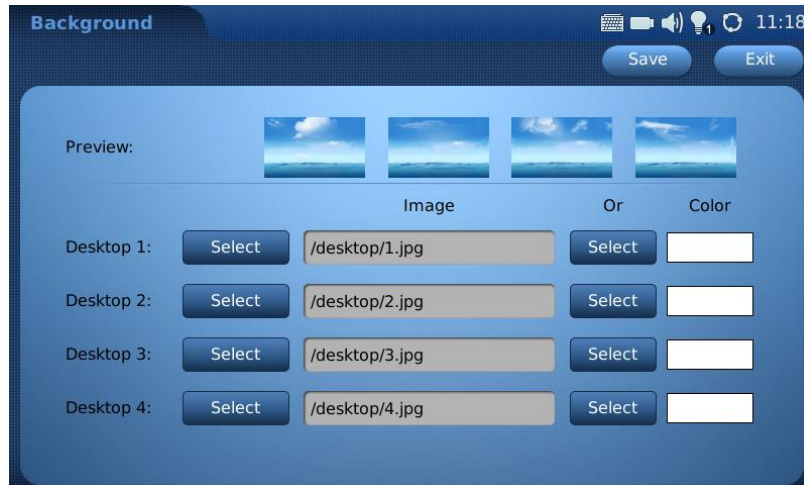 Background 1 11:18
Save Exit
Preview:
Image Or Color
Desktop 1: Select /desktop/1.jpg Select
Desktop 2: Select /desktop/2.jpg Select
Desktop 3: Select /desktop/3.jpg Select
Desktop 4: Select /desktop/4.jpg Select